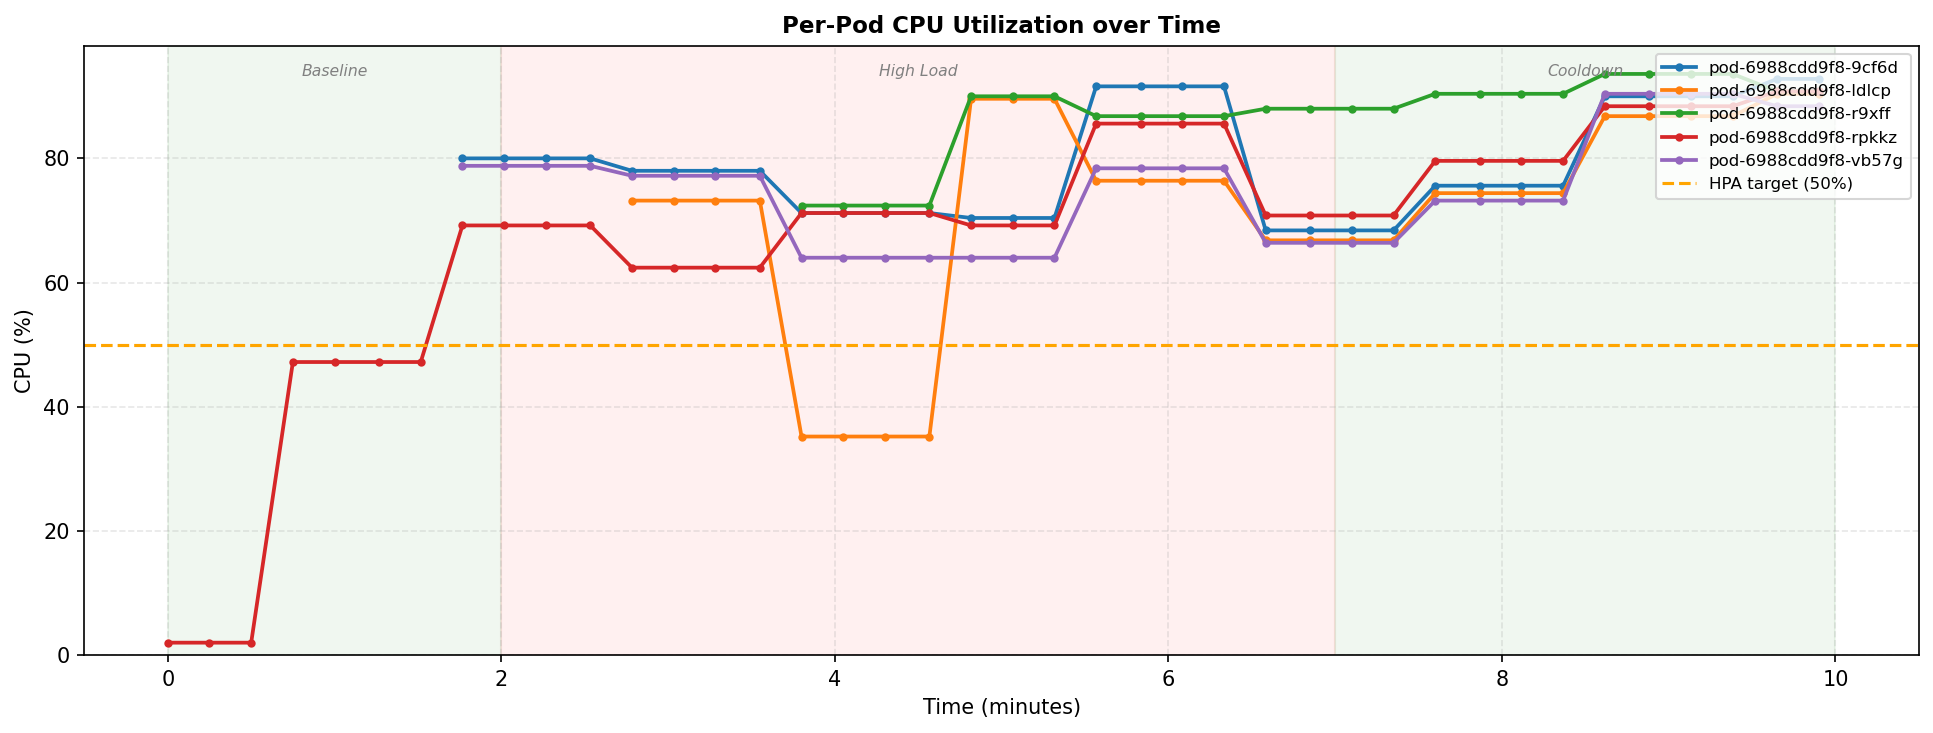 Per-Pod CPU Utilization over Time
Baseline
High Load
Cooldown
pod-6988cdd9f8-9cf6d
pod-6988cdd9f8-ldlcp
pod-6988cdd9f8-r9xff
pod-6988cdd9f8-rpkkz
pod-6988cdd9f8-vb57g
HPA target (50%)
CPU (%)
80
60
40
20
0
0 2 4 6 8 10
Time (minutes)